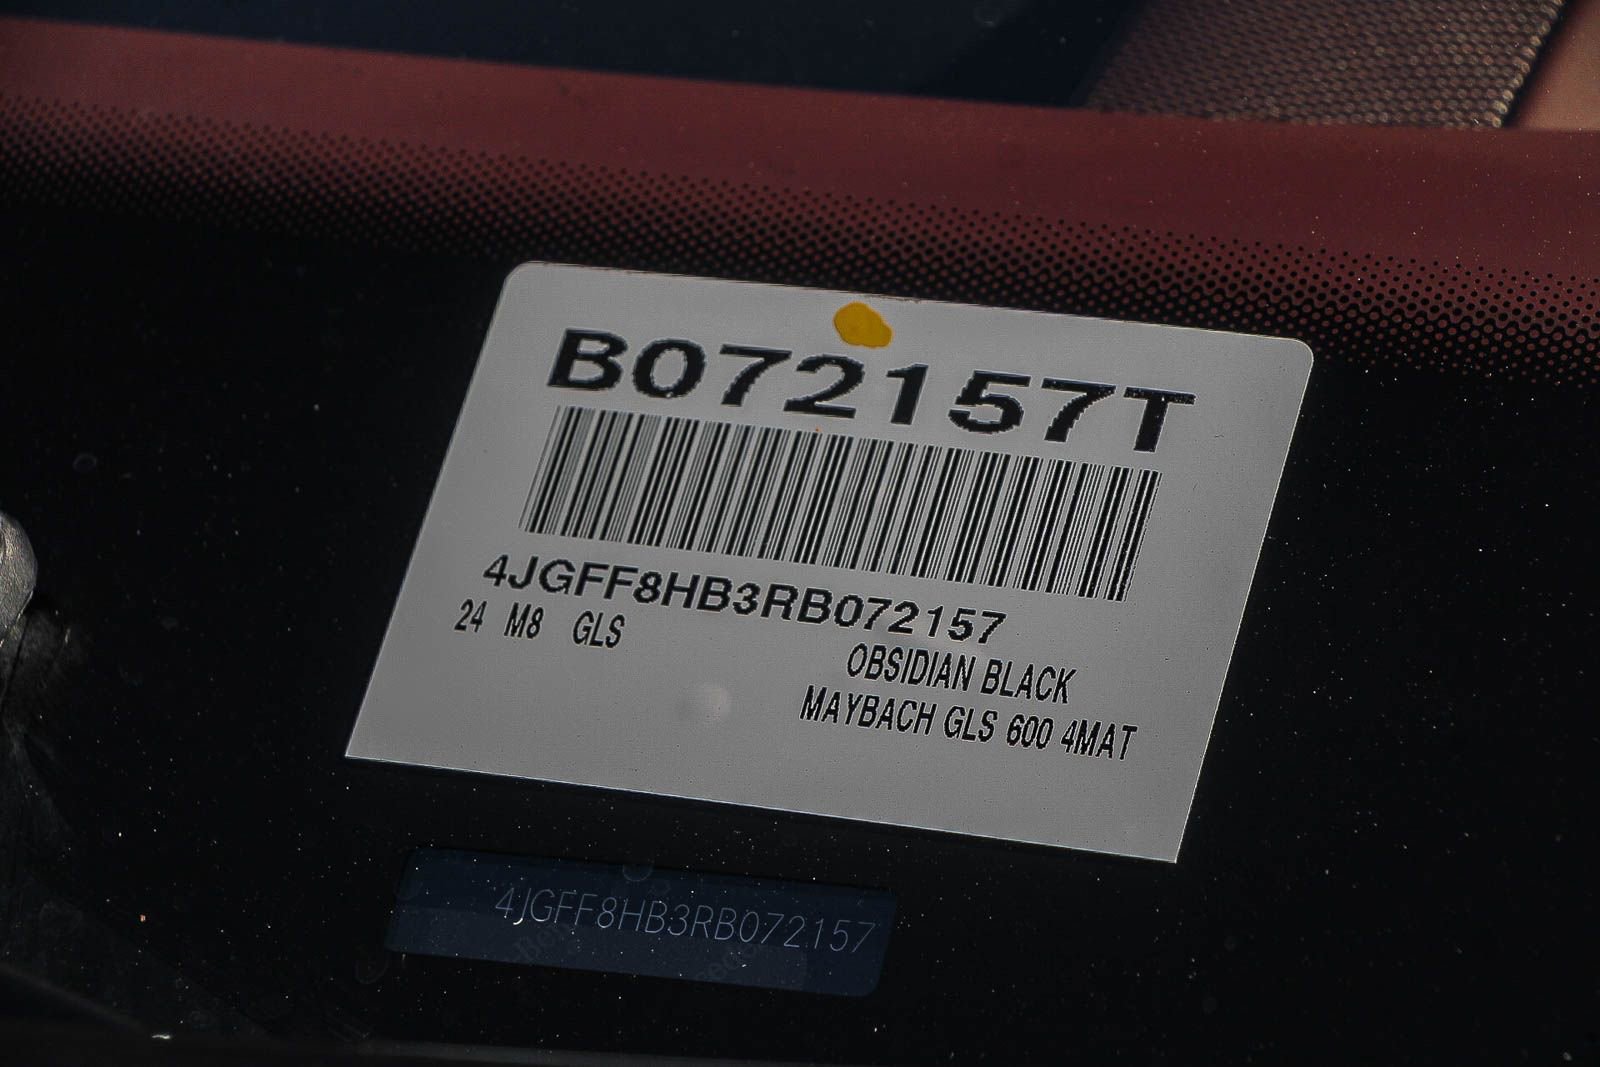 B072157T
4JGFF8HB3RB072157
24 M8 GLS
OBSIDIAN BLACK
MAYBACH GLS 600 4MAT
4JGFF8HB3RB072157